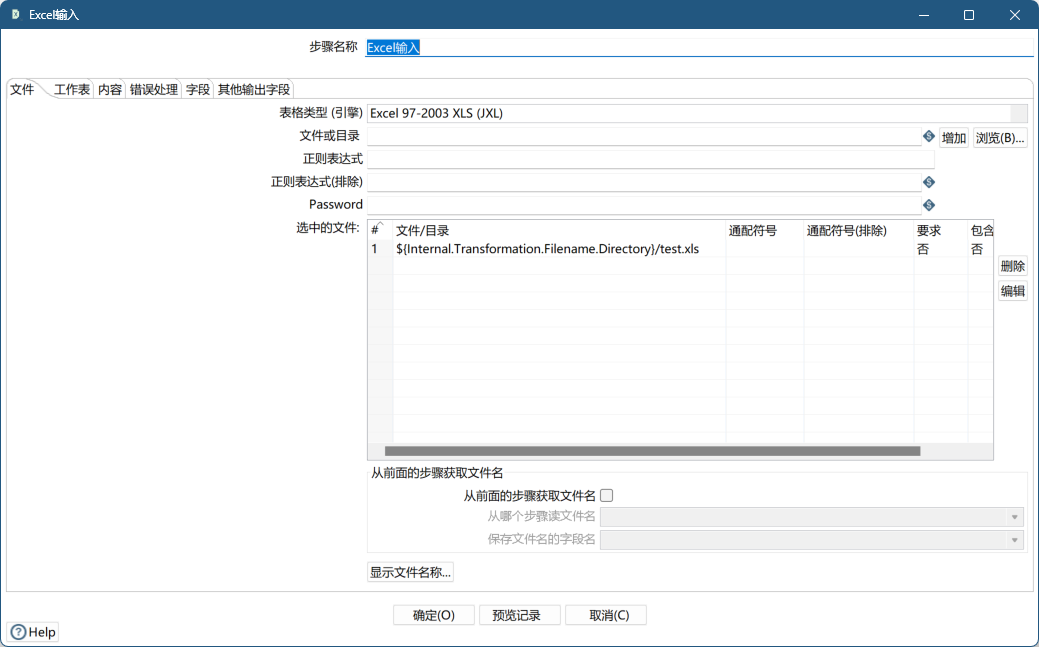 Excel输入
步骤名称 Excel输入
文件 工作表 内容 错误处理 字段 其他输出字段
表格类型 (引擎) Excel 97-2003 XLS (JXL)
文件或目录 S 增加 浏览(B)...
正则表达式
正则表达式(排除) S
Password S
选中的文件: # 文件/目录 通配符号 通配符号(排除) 要求 包含
1 ${Internal.Transformation.Filename.Directory}/test.xls 否 否
删除
编辑
从前面的步骤获取文件名
从前面的步骤获取文件名
从哪个步骤读文件名
保存文件名的字段名
显示文件名称...
确定(O) 预览记录 取消(C)
? Help